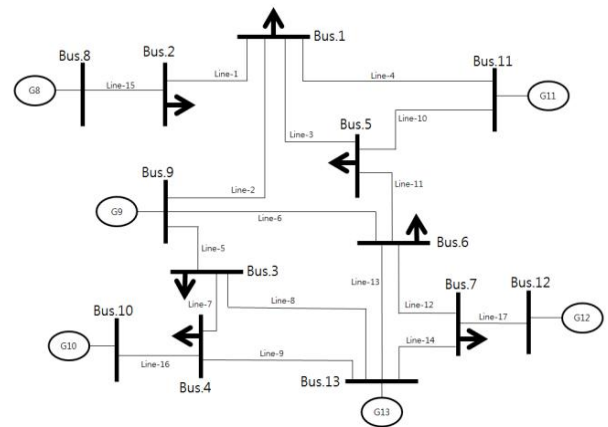 Bus.1
Bus.2
Bus.8
Line-1
Line-4
Bus.11
G8
Line-15
G11
Bus.5
Line-10
Line-3
Bus.9
Line-11
Line-2
G9
Line-6
Bus.6
Line-5
Bus.3
Line-13
Bus.7
Bus.12
Bus.10
Line-7
Line-8
Line-12
Line-17
G12
G10
Line-14
Line-16
Line-9
Bus.4
Bus.13
G13